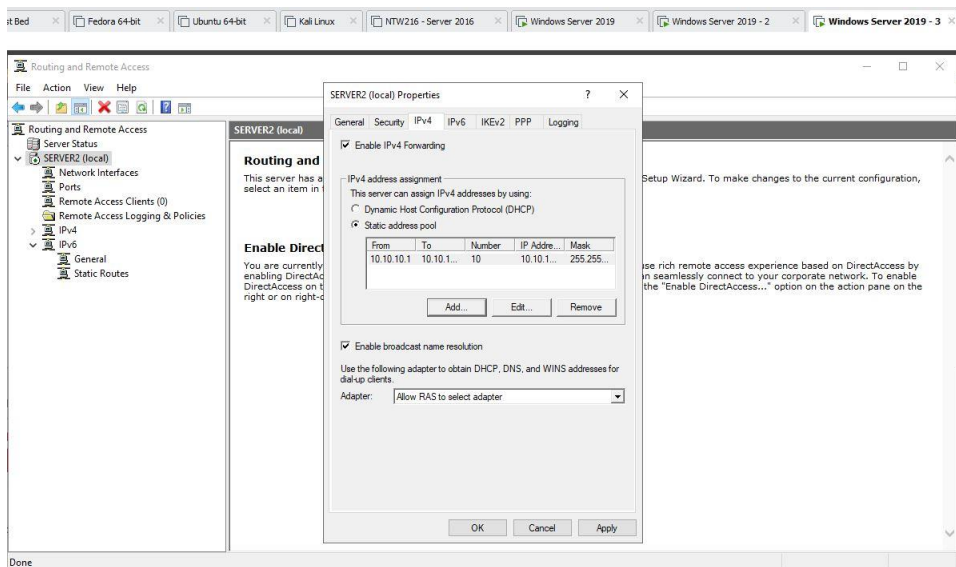 st Bed Fedora 64-bit Ubuntu 64-bit Kali Linux NTW216 - Server 2016 Windows Server 2019 Windows Server 2019 - 2 Windows Server 2019 - 3
Routing and Remote Access
File Action View Help
Routing and Remote Access
Server Status
SERVER2 (local)
Network Interfaces
Ports
Remote Access Clients (0)
Remote Access Logging & Policies
IPv4
IPv6
General
Static Routes
SERVER2 (local)
Routing and
This server has a
select an item in
Setup Wizard. To make changes to the current configuration,
Enable Direct
You are currently
enabling DirectAc
DirectAccess on t
right or on right-c
use rich remote access experience based on DirectAccess by
an seamlessly connect to your corporate network. To enable
the "Enable DirectAccess..." option on the action pane on the
SERVER2 (local) Properties ? X
General Security IPv4 IPv6 IKEv2 PPP Logging
Enable IPv4 Forwarding
IPv4 address assignment
This server can assign IPv4 addresses by using:
Dynamic Host Configuration Protocol (DHCP)
Static address pool
From To Number IP Addre... Mask
10.10.10.1 10.10.1... 10 10.10.1... 255.255...
Add... Edit... Remove
Enable broadcast name resolution
Use the following adapter to obtain DHCP, DNS, and WINS addresses for
dial-up clients.
Adapter: Allow RAS to select adapter
OK Cancel Apply
Done